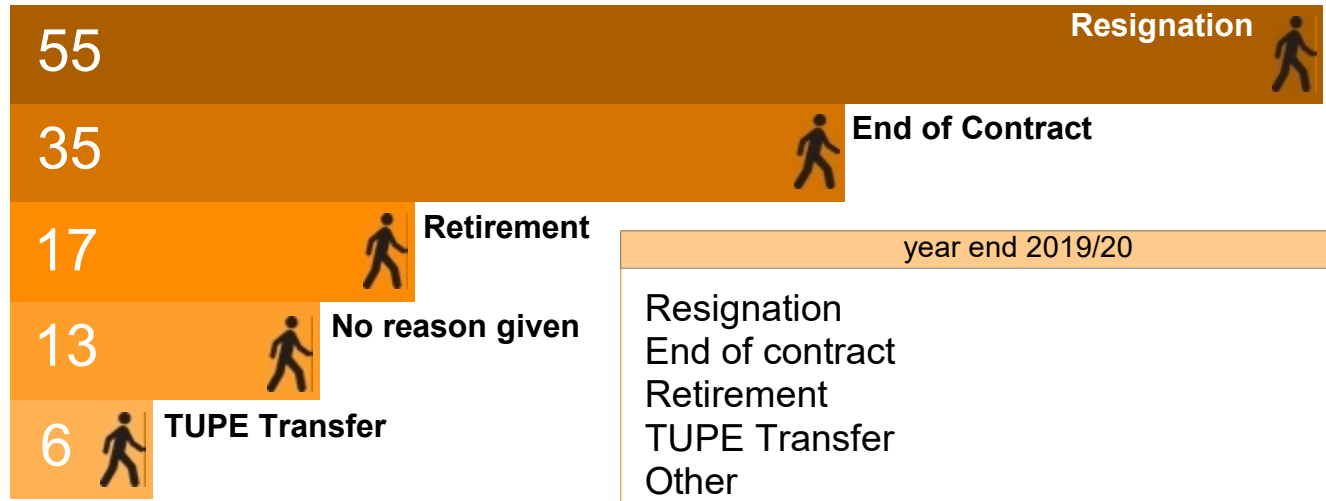 55 Resignation
35 End of Contract
17 Retirement
13 No reason given
6 TUPE Transfer
year end 2019/20
Resignation
End of contract
Retirement
TUPE Transfer
Other